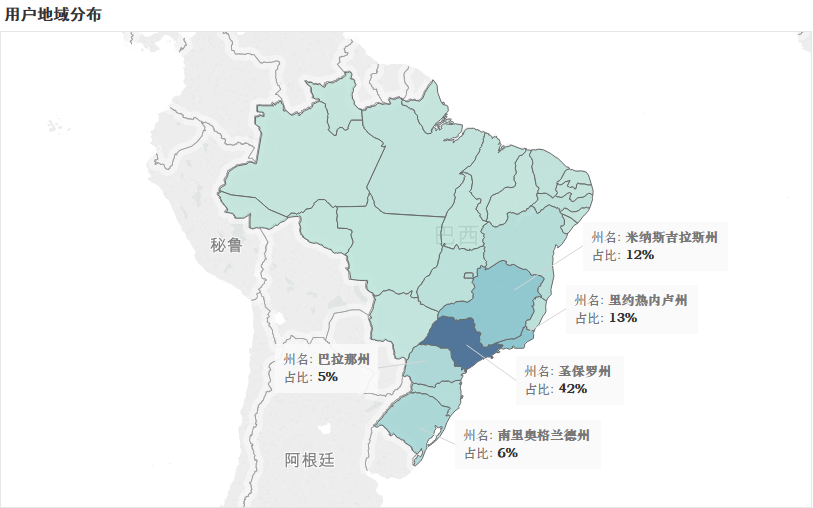 用户地域分布
巴西
州名: 米纳斯吉拉斯州
占比: 12%
秘鲁
州名: 里约热内卢州
占比: 13%
州名: 巴拉那州
占比: 5%
州名: 圣保罗州
占比: 42%
州名: 南里奥格兰德州
占比: 6%
阿根廷